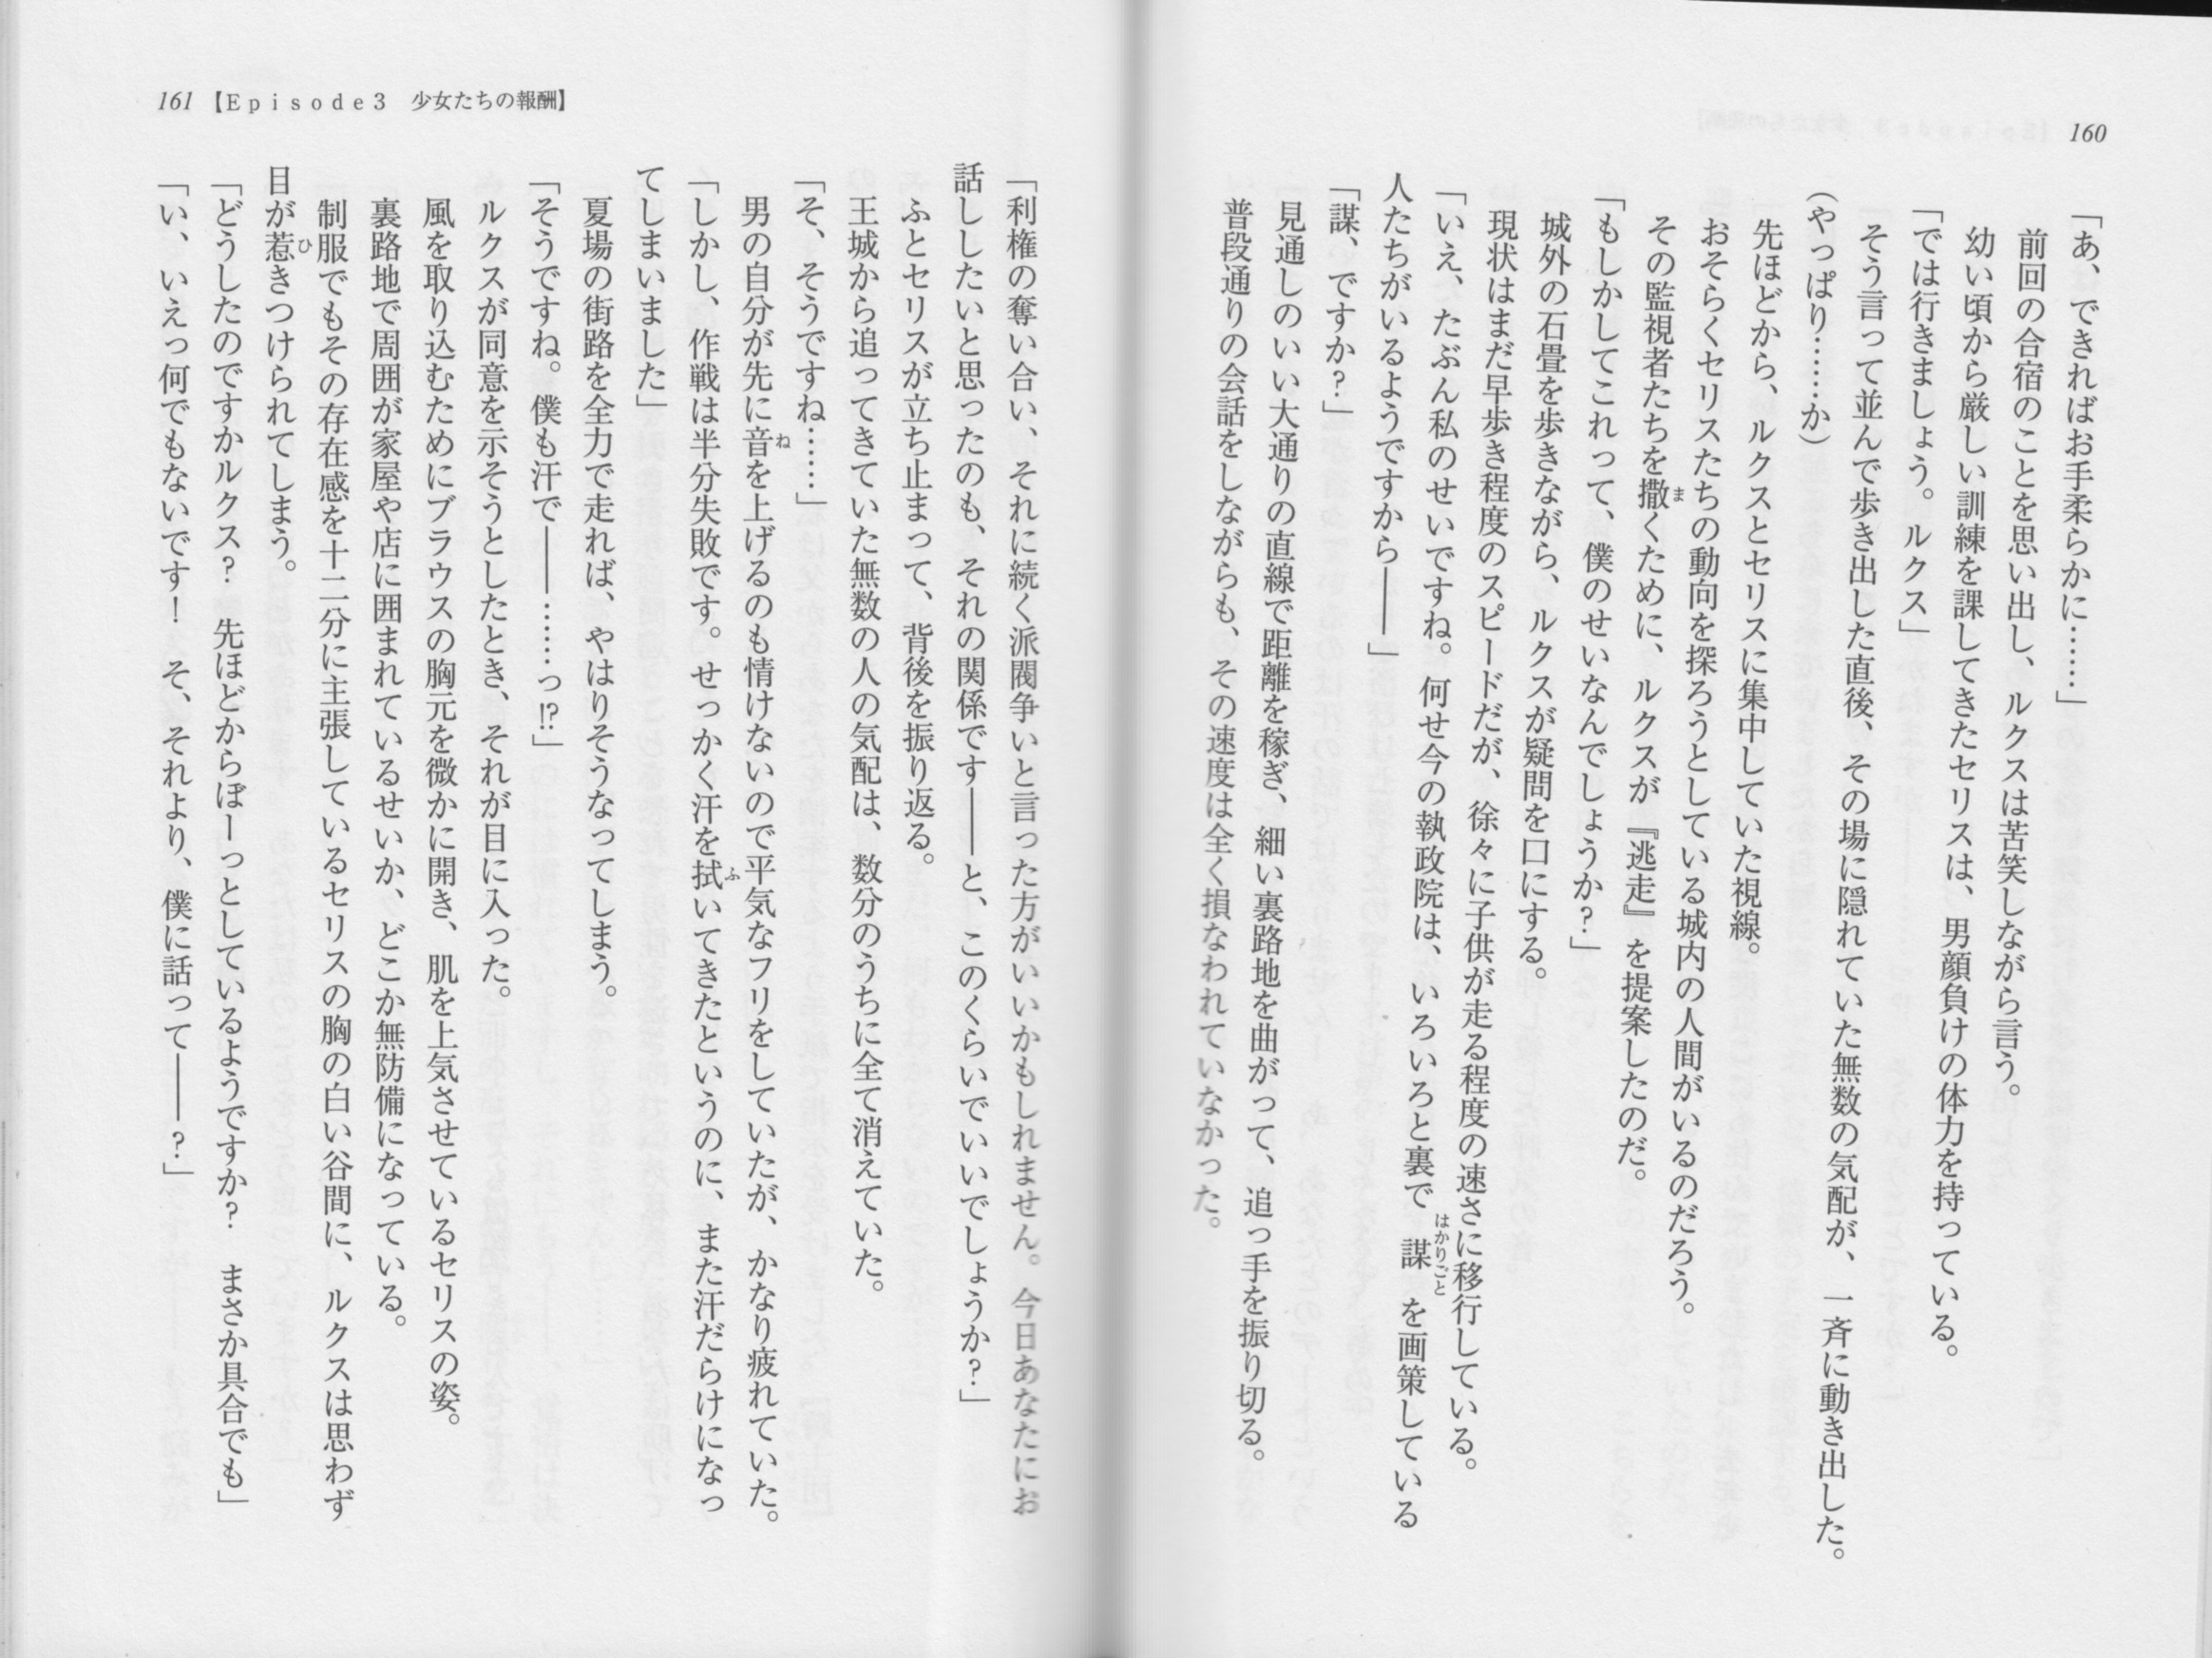 160
「あ、できればお手柔らかに……」
前回の合宿のことを思い出し、ルクスは苦笑しながら言う。
幼い頃から厳しい訓練を課してきたセリスは、男顔負けの体力を持っている。
「では行きましょう。ルクス」
そう言って並んで歩き出した直後、その場に隠れていた無数の気配が、一斉に動き出した。
（やっぱり……か）
先ほどから、ルクスとセリスに集中していた視線。
おそらくセリスたちの動向を探ろうとしている城内の人間がいるのだろう。
その監視者たちを撒くために、ルクスが『逃走』を提案したのだ。
「もしかしてこれって、僕のせいなんでしょうか？」
城外の石畳を歩きながら、ルクスが疑問を口にする。
現状はまだ早歩き程度のスピードだが、徐々に子供が走る程度の速さに移行している。
「いえ、たぶん私のせいですね。何せ今の執政院は、いろいろと裏で謀を画策している
人たちがいるようですから――」
「謀、ですか？」
見通しのいい大通りの直線で距離を稼ぎ、細い裏路地を曲がって、追っ手を振り切る。
普段通りの会話をしながらも、その速度は全く損なわれていなかった。
161【Episode3　少女たちの報酬】
「利権の奪い合い、それに続く派閥争いと言った方がいいかもしれません。今日あなたにお
話ししたいと思ったのも、それの関係です――と、このくらいでいいでしょうか？」
ふとセリスが立ち止まって、背後を振り返る。
王城から追ってきていた無数の人の気配は、数分のうちに全て消えていた。
「そ、そうですね……」
男の自分が先に音を上げるのも情けないので平気なフリをしていたが、かなり疲れていた。
「しかし、作戦は半分失敗です。せっかく汗を拭いてきたというのに、また汗だらけになっ
てしまいました」
夏場の街路を全力で走れば、やはりそうなってしまう。
「そうですね。僕も汗で――……っ⁉」
ルクスが同意を示そうとしたとき、それが目に入った。
風を取り込むためにブラウスの胸元を微かに開き、肌を上気させているセリスの姿。
裏路地で周囲が家屋や店に囲まれているせいか、どこか無防備になっている。
制服でもその存在感を十二分に主張しているセリスの胸の白い谷間に、ルクスは思わず
目が惹きつけられてしまう。
「どうしたのですかルクス？　先ほどからぼーっとしているようですか？　まさか具合でも」
「い、いえっ何でもないです！　そ、それより、僕に話って――？」